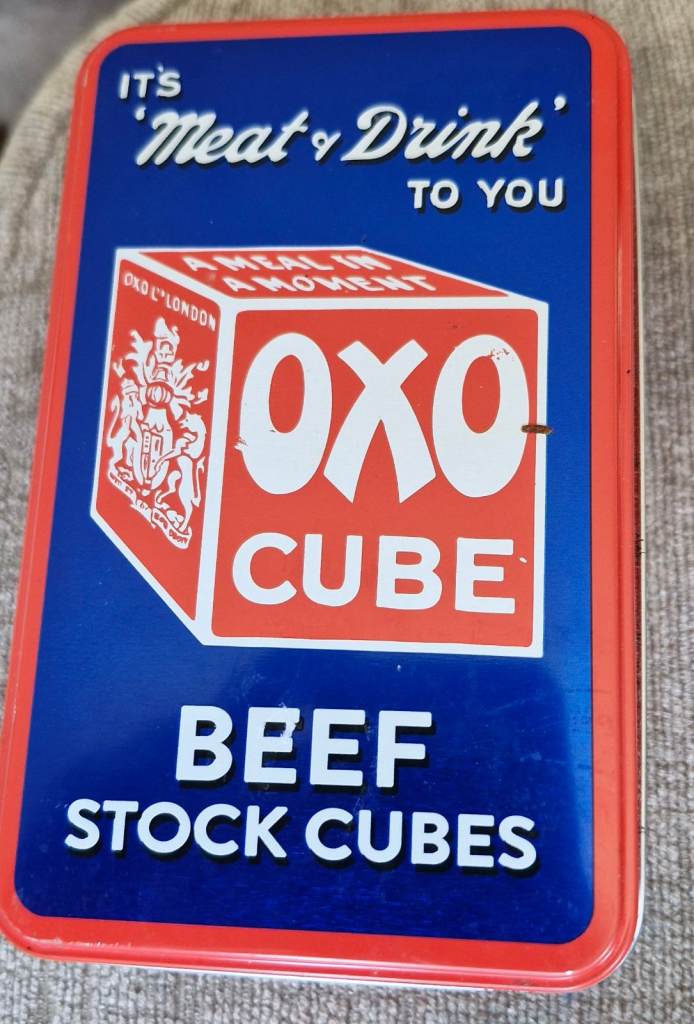 IT'S
'Meat & Drink'
TO YOU
A MEAL IN
A MOMENT
OXO LTD LONDON
OXO
CUBE
BEEF
STOCK CUBES